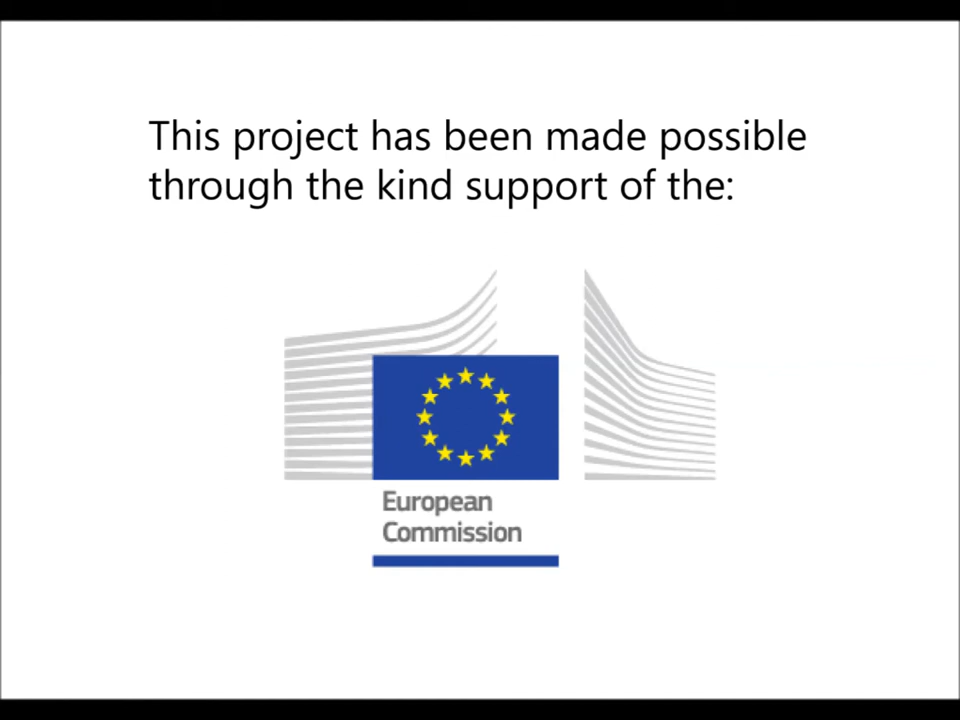 This project has been made possible
through the kind support of the:
European
Commission